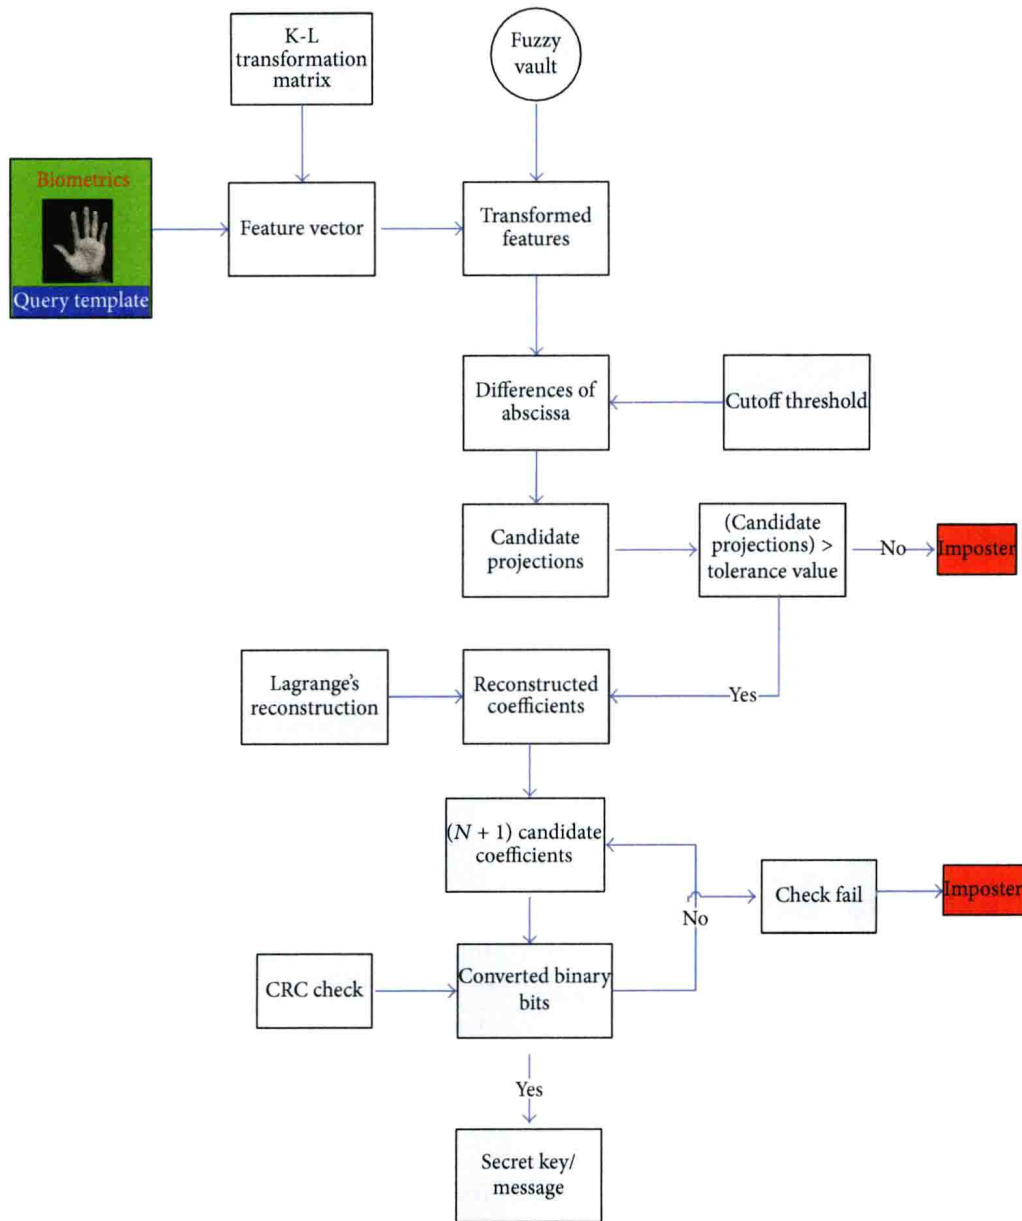 K-L
transformation
matrix
Fuzzy
vault
Biometrics
Query template
Feature vector
Transformed
features
Differences of
abscissa
Cutoff threshold
Candidate
projections
(Candidate
projections) >
tolerance value
No
Imposter
Lagrange's
reconstruction
Reconstructed
coefficients
Yes
(N + 1) candidate
coefficients
No
Check fail
Imposter
CRC check
Converted binary
bits
Yes
Secret key/
message